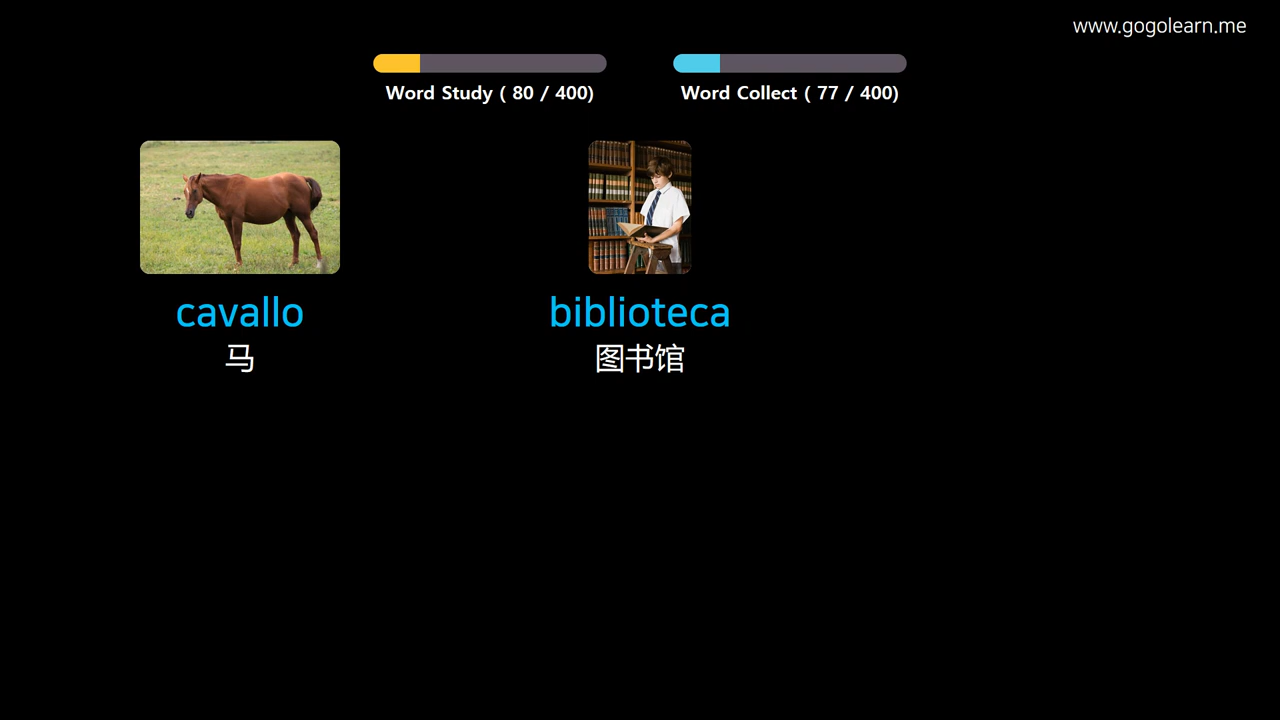 www.gogolearn.me
Word Study ( 80 / 400)
Word Collect ( 77 / 400)
cavallo
马
biblioteca
图书馆